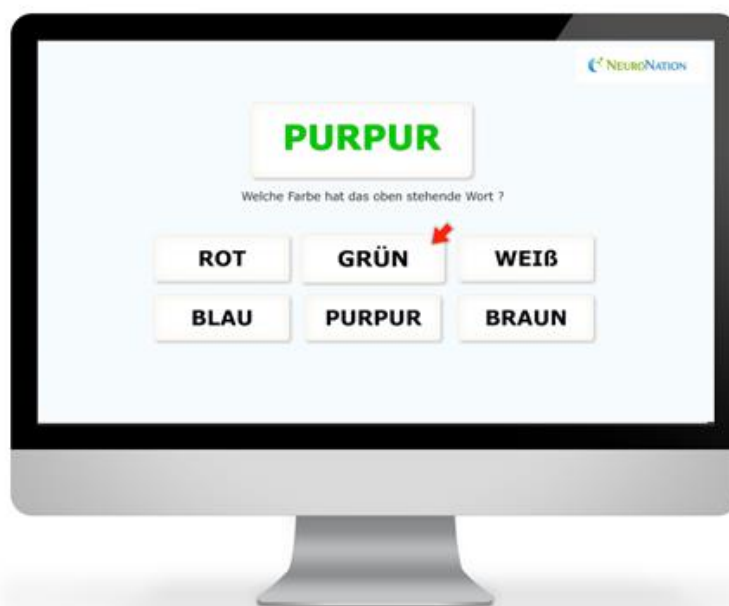 NEURONATION
PURPUR
Welche Farbe hat das oben stehende Wort ?
ROT GRÜN WEIß
BLAU PURPUR BRAUN